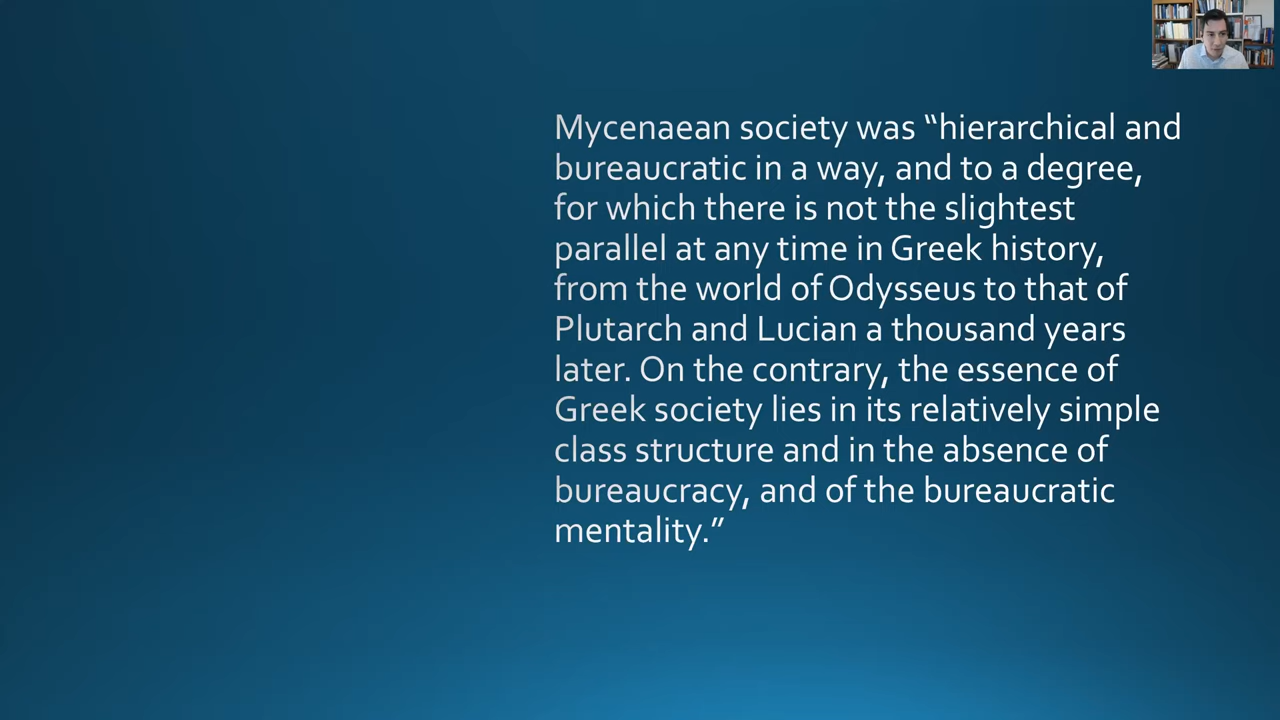 Mycenaean society was “hierarchical and
bureaucratic in a way, and to a degree,
for which there is not the slightest
parallel at any time in Greek history,
from the world of Odysseus to that of
Plutarch and Lucian a thousand years
later. On the contrary, the essence of
Greek society lies in its relatively simple
class structure and in the absence of
bureaucracy, and of the bureaucratic
mentality.”